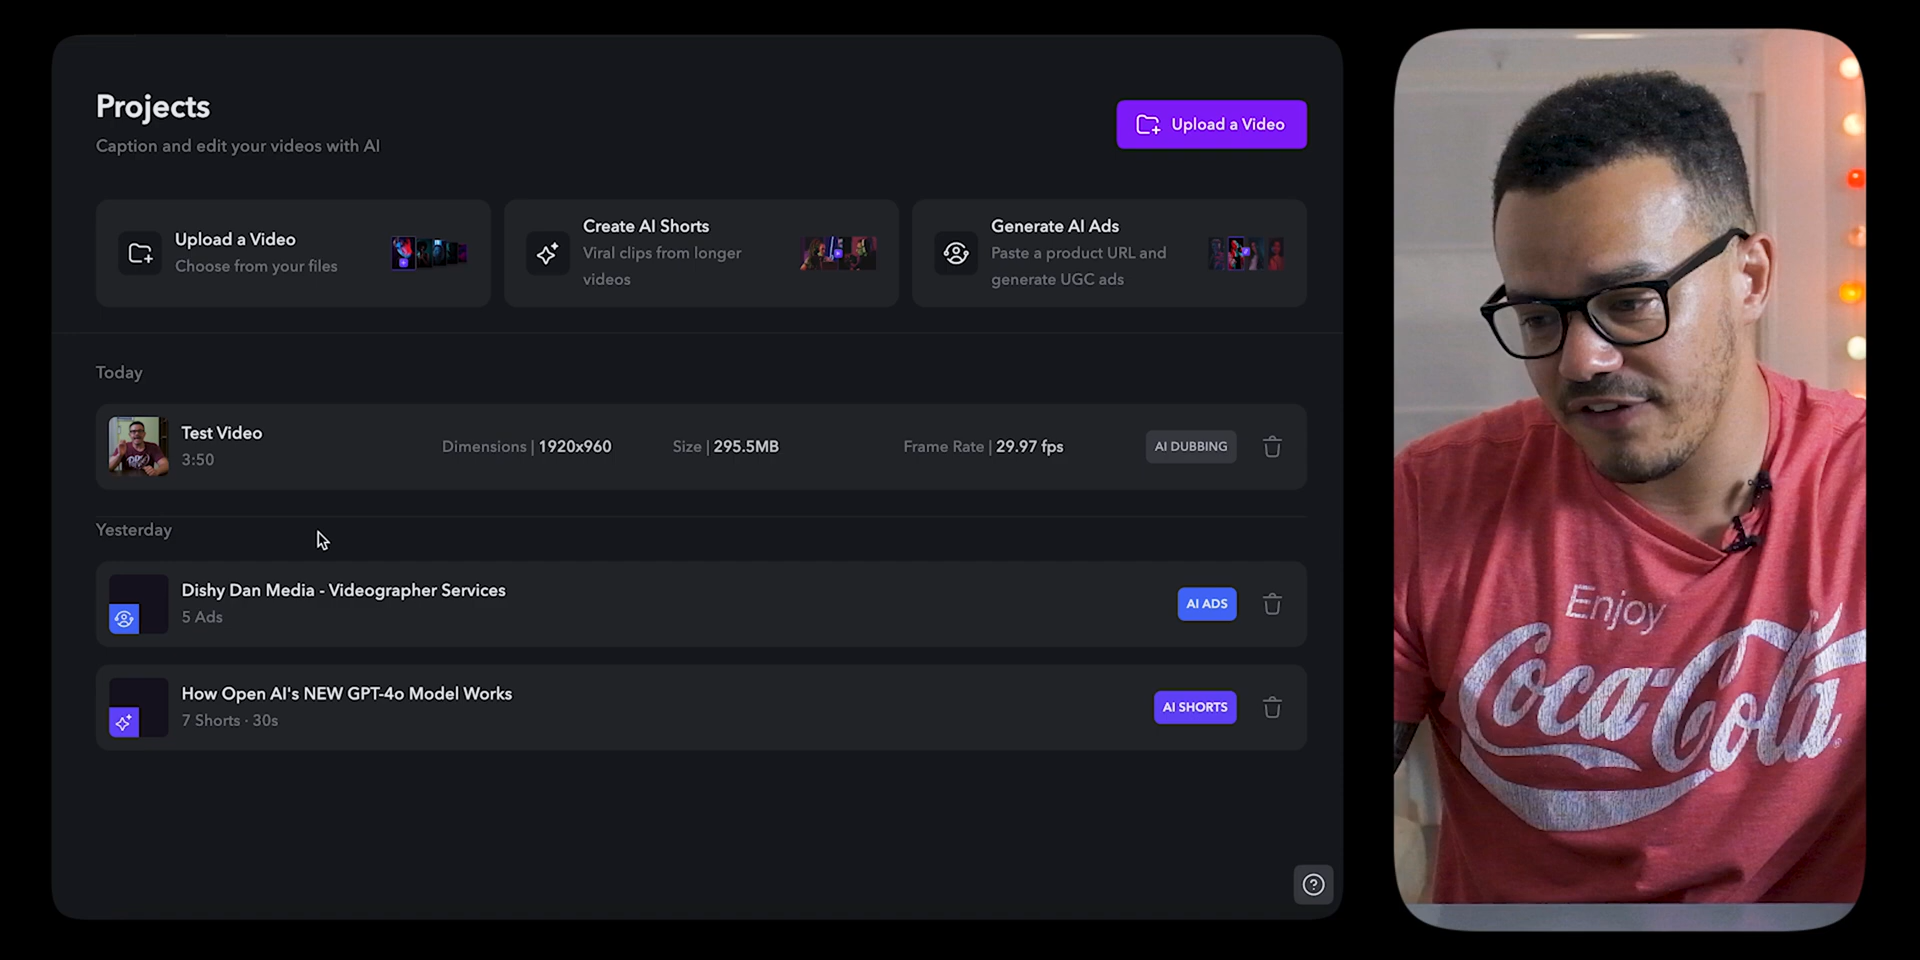 Projects
Caption and edit your videos with AI
Upload a Video
Upload a Video
Choose from your files
Create AI Shorts
Viral clips from longer
videos
Generate AI Ads
Paste a product URL and
generate UGC ads
Today
Test Video
3:50
Dimensions | 1920x960
Size | 295.5MB
Frame Rate | 29.97 fps
AI DUBBING
Yesterday
Dishy Dan Media - Videographer Services
5 Ads
AI ADS
How Open AI's NEW GPT-4o Model Works
7 Shorts · 30s
AI SHORTS
?
Enjoy
Coca-Cola